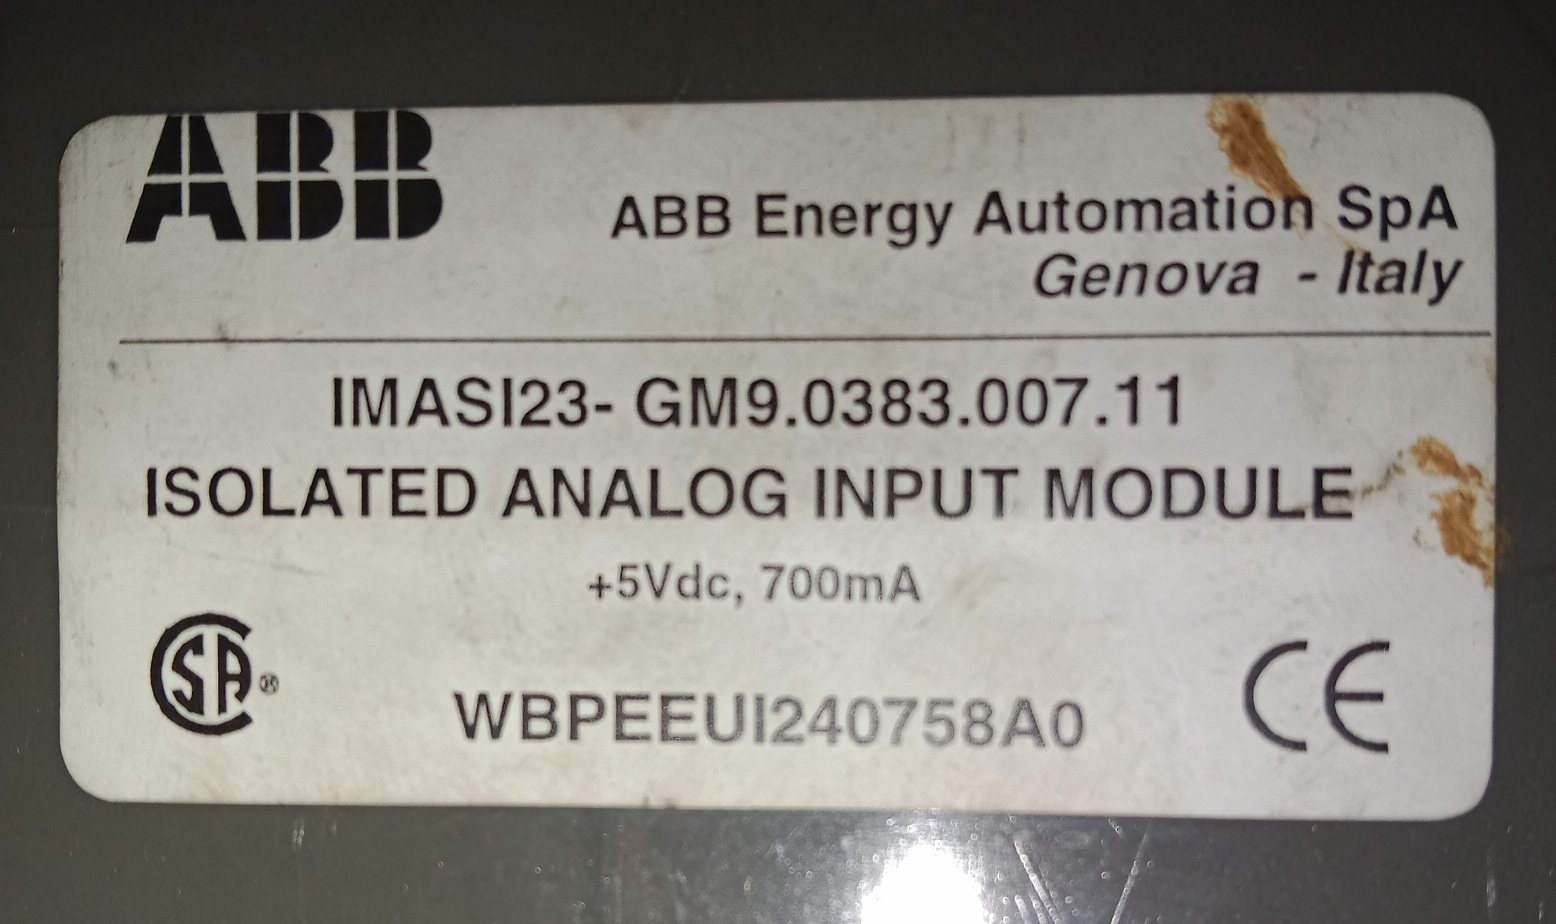 ABB
ABB Energy Automation SpA
Genova - Italy
IMASI23- GM9.0383.007.11
ISOLATED ANALOG INPUT MODULE
+5Vdc, 700mA
SA®
WBPEEUI240758A0
CE